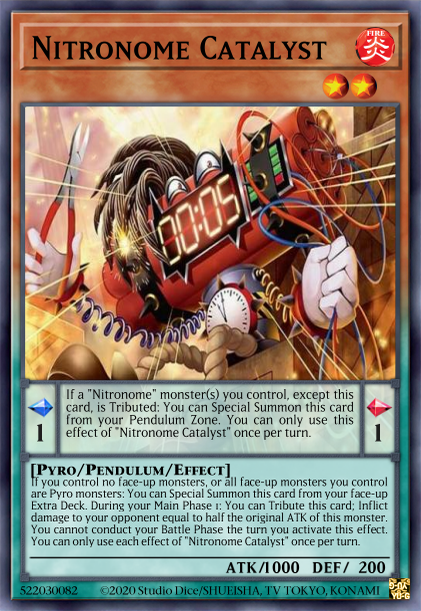 Nitronome Catalyst
FIRE
炎
00:05
If a "Nitronome" monster(s) you control, except this
card, is Tributed: You can Special Summon this card
from your Pendulum Zone. You can only use this
effect of "Nitronome Catalyst" once per turn.
1
1
[Pyro/Pendulum/Effect]
If you control no face-up monsters, or all face-up monsters you control
are Pyro monsters: You can Special Summon this card from your face-up
Extra Deck. During your Main Phase 1: You can Tribute this card; Inflict
damage to your opponent equal to half the original ATK of this monster.
You cannot conduct your Battle Phase the turn you activate this effect.
You can only use each effect of "Nitronome Catalyst" once per turn.
ATK/1000 DEF/ 200
522030082 ©2020 Studio Dice/SHUEISHA, TV TOKYO, KONAMI